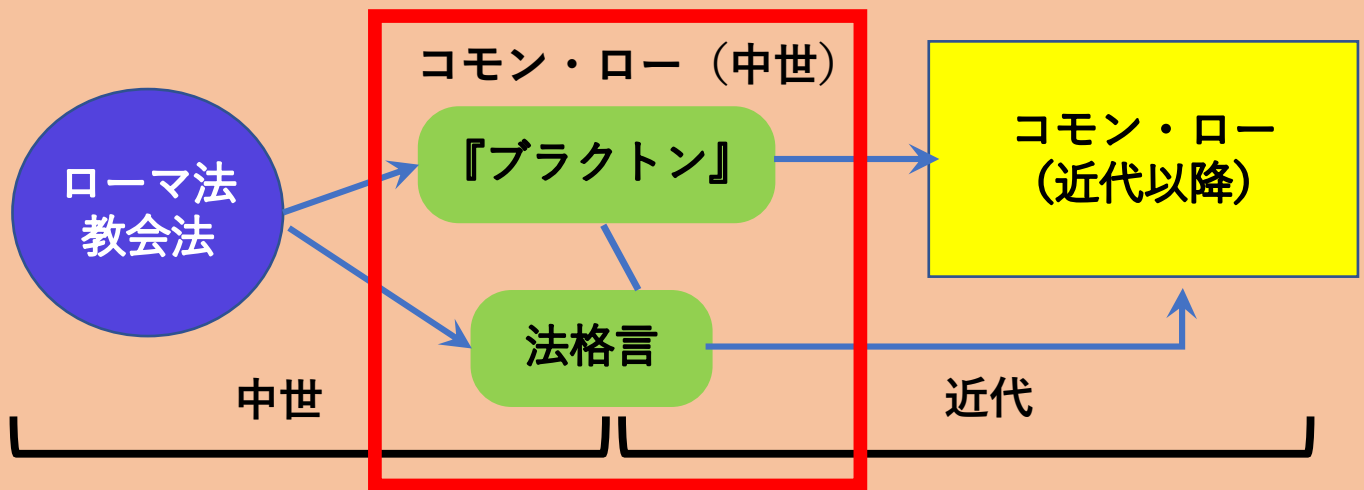 コモン・ロー（中世）
ローマ法
教会法
『ブラクトン』
法格言
コモン・ロー
（近代以降）
中世
近代